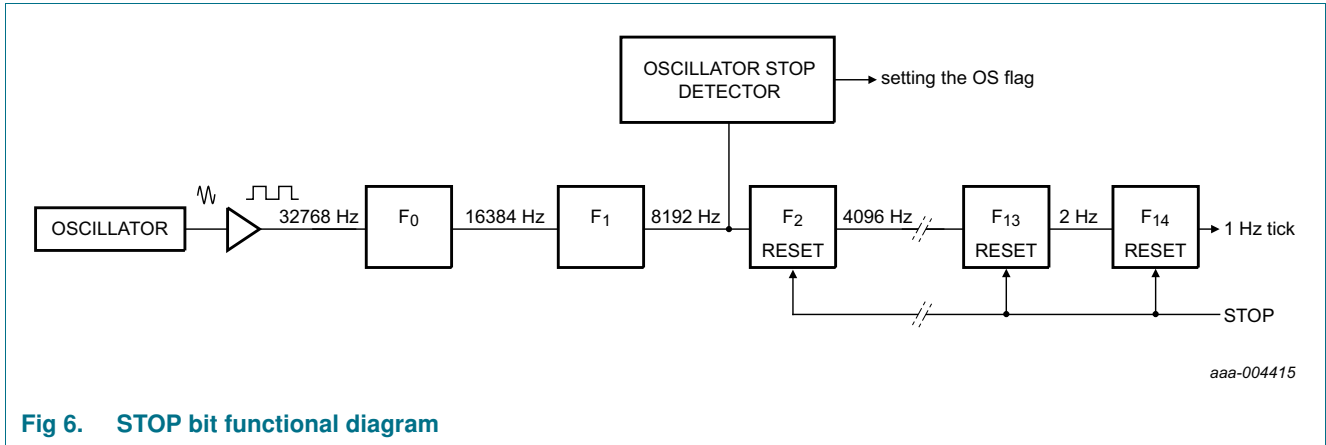 OSCILLATOR STOP
DETECTOR
setting the OS flag
OSCILLATOR
32768 Hz
F0
16384 Hz
F1
8192 Hz
F2
RESET
4096 Hz
F13
RESET
2 Hz
F14
RESET
1 Hz tick
STOP
aaa-004415
Fig 6. STOP bit functional diagram